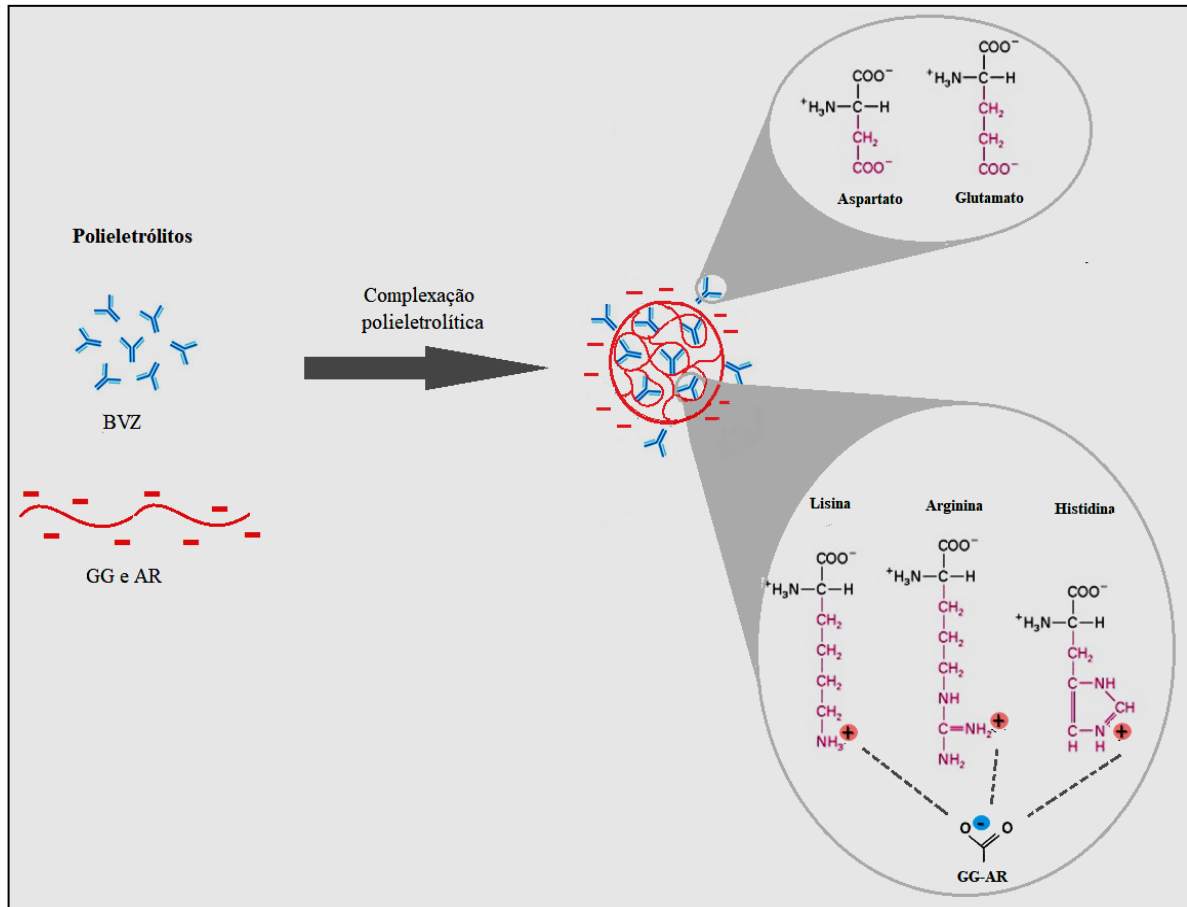 Polieletrólitos
BVZ
GG e AR
Complexação
polieletrolítica
COO⁻
⁺H₃N—C—H
CH₂
COO⁻
Aspartato
COO⁻
⁺H₃N—C—H
CH₂
CH₂
COO⁻
Glutamato
Lisina
COO⁻
⁺H₃N—C—H
CH₂
CH₂
CH₂
CH₂
NH₃ +
Arginina
COO⁻
⁺H₃N—C—H
CH₂
CH₂
CH₂
NH
C=NH₂ +
NH₂
Histidina
COO⁻
⁺H₃N—C—H
CH₂
C—NH
CH
C—N +
H H
O - O
GG-AR